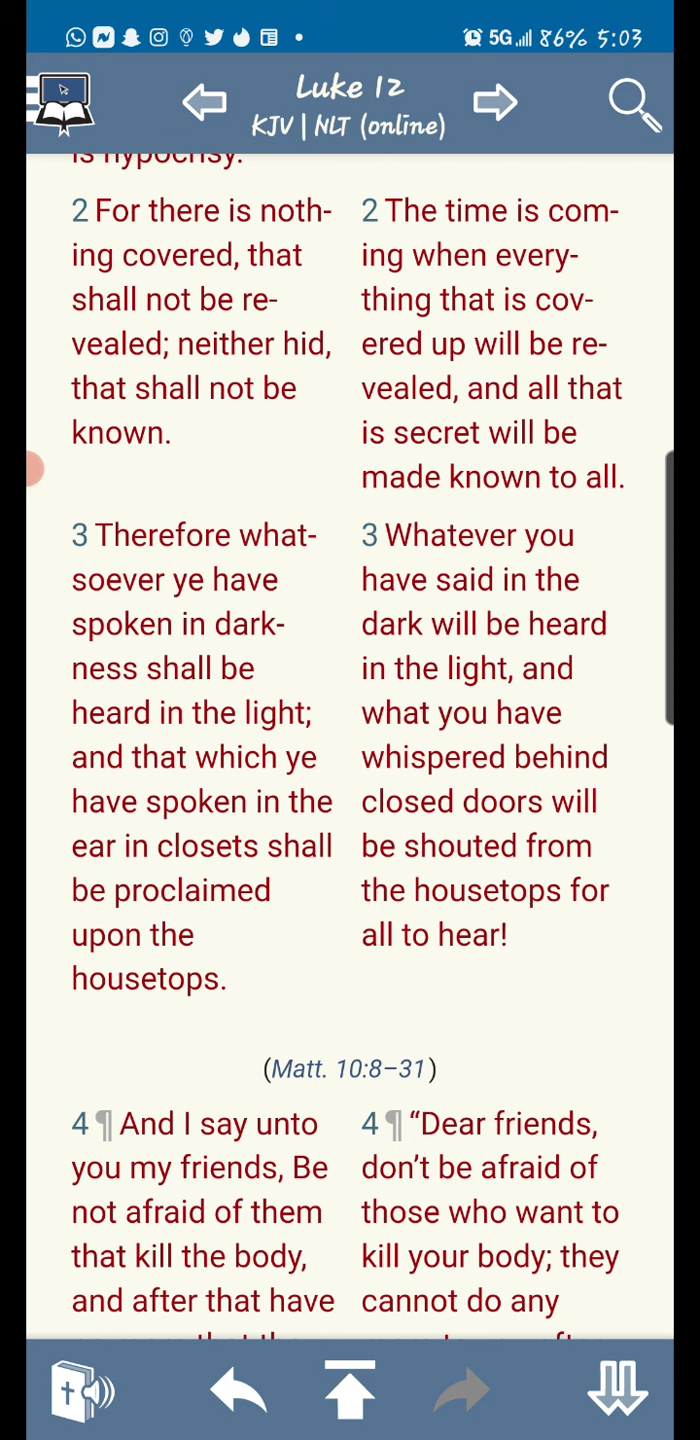 86% 5:03
5G
Luke 12
KJV | NLT (online)
is hypocrisy.
2 For there is noth-
ing covered, that
shall not be re-
vealed; neither hid,
that shall not be
known.
2 The time is com-
ing when every-
thing that is cov-
ered up will be re-
vealed, and all that
is secret will be
made known to all.
3 Therefore what-
soever ye have
spoken in dark-
ness shall be
heard in the light;
and that which ye
have spoken in the
ear in closets shall
be proclaimed
upon the
housetops.
3 Whatever you
have said in the
dark will be heard
in the light, and
what you have
whispered behind
closed doors will
be shouted from
the housetops for
all to hear!
(Matt. 10:8–31)
4 ¶ And I say unto
you my friends, Be
not afraid of them
that kill the body,
and after that have
4 ¶ “Dear friends,
don’t be afraid of
those who want to
kill your body; they
cannot do any